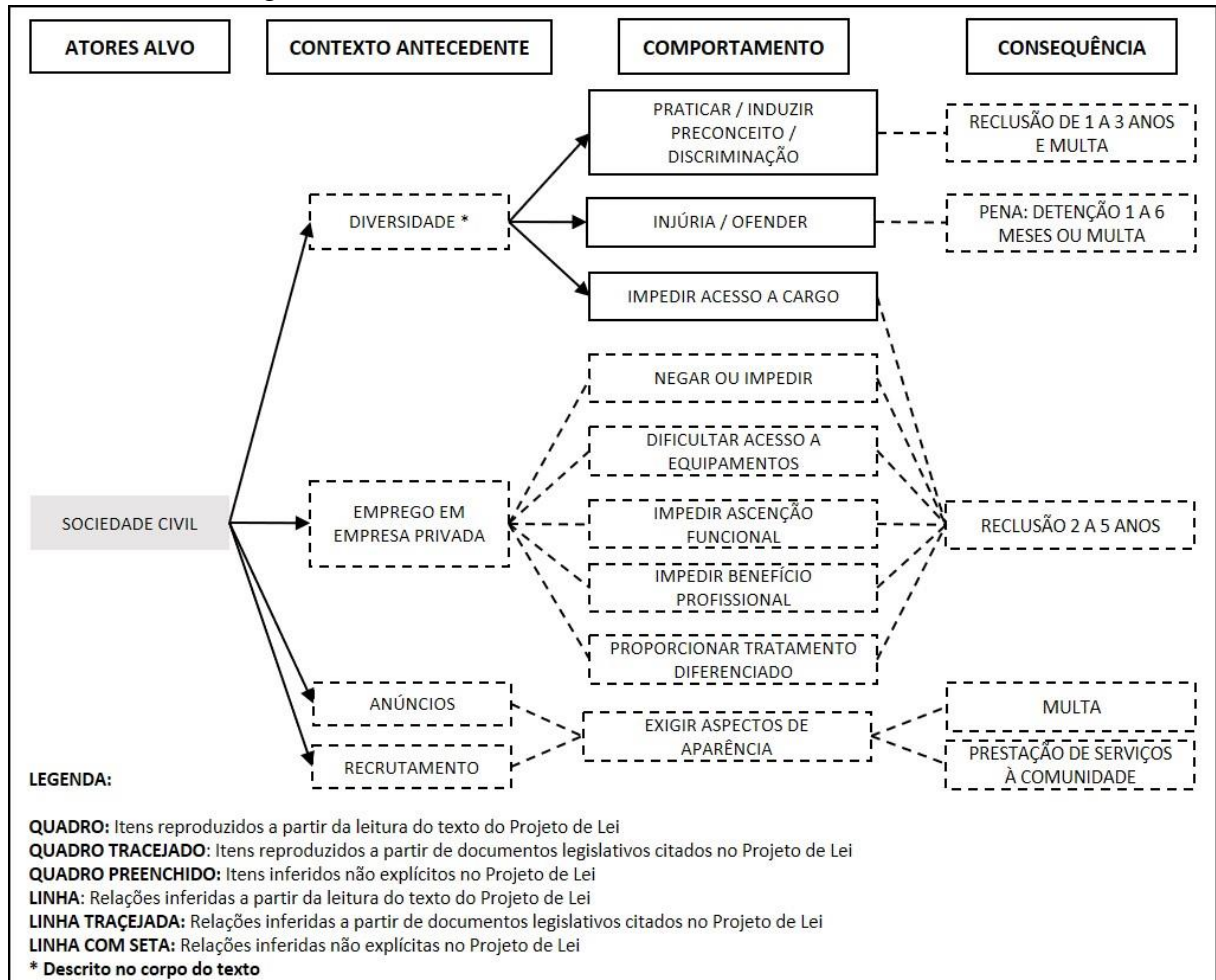 ATORES ALVO
CONTEXTO ANTECEDENTE
COMPORTAMENTO
CONSEQUÊNCIA
PRATICAR / INDUZIR
PRECONCEITO /
DISCRIMINAÇÃO
RECLUSÃO DE 1 A 3 ANOS
E MULTA
DIVERSIDADE *
INJÚRIA / OFENDER
PENA: DETENÇÃO 1 A 6
MESES OU MULTA
IMPEDIR ACESSO A CARGO
NEGAR OU IMPEDIR
DIFICULTAR ACESSO A
EQUIPAMENTOS
SOCIEDADE CIVIL
EMPREGO EM
EMPRESA PRIVADA
IMPEDIR ASCENÇÃO
FUNCIONAL
RECLUSÃO 2 A 5 ANOS
IMPEDIR BENEFÍCIO
PROFISSIONAL
PROPORCIONAR TRATAMENTO
DIFERENCIADO
ANÚNCIOS
EXIGIR ASPECTOS DE
APARÊNCIA
MULTA
RECRUTAMENTO
PRESTAÇÃO DE SERVIÇOS
À COMUNIDADE
LEGENDA:
QUADRO: Itens reproduzidos a partir da leitura do texto do Projeto de Lei
QUADRO TRACEJADO: Itens reproduzidos a partir de documentos legislativos citados no Projeto de Lei
QUADRO PREENCHIDO: Itens inferidos não explícitos no Projeto de Lei
LINHA: Relações inferidas a partir da leitura do texto do Projeto de Lei
LINHA TRAÇEJADA: Relações inferidas a partir de documentos legislativos citados no Projeto de Lei
LINHA COM SETA: Relações inferidas não explícitas no Projeto de Lei
* Descrito no corpo do texto